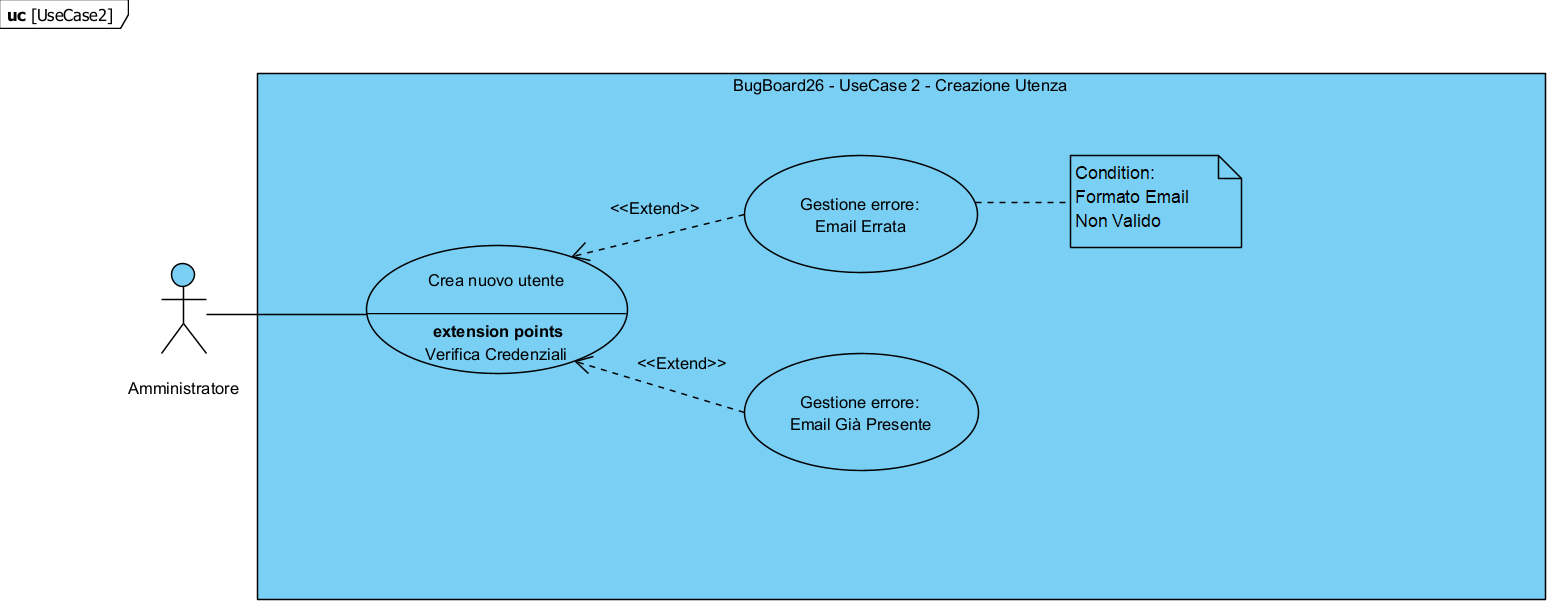 uc [UseCase2]
BugBoard26 - UseCase 2 - Creazione Utenza
Condition:
Formato Email
Non Valido
Gestione errore:
Email Errata
<<Extend>>
Crea nuovo utente
extension points
Verifica Credenziali
<<Extend>>
Amministratore
Gestione errore:
Email Già Presente